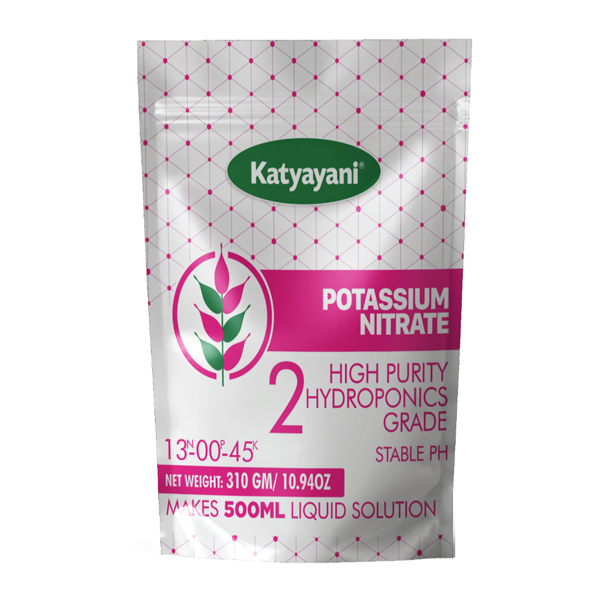 Katyayani®
POTASSIUM
NITRATE
2
HIGH PURITY
HYDROPONICS
GRADE
13N-00P-45K
STABLE PH
NET WEIGHT: 310 GM/ 10.94OZ
MAKES 500ML LIQUID SOLUTION